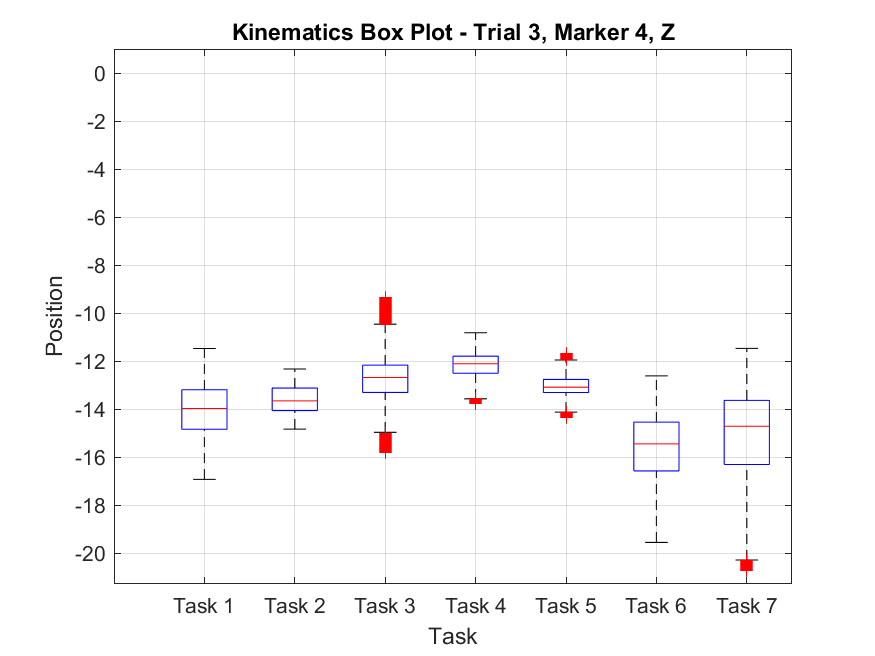 Kinematics Box Plot - Trial 3, Marker 4, Z
0
-2
-4
-6
-8
-10
-12
-14
-16
-18
-20
Position
Task 1 Task 2 Task 3 Task 4 Task 5 Task 6 Task 7
Task